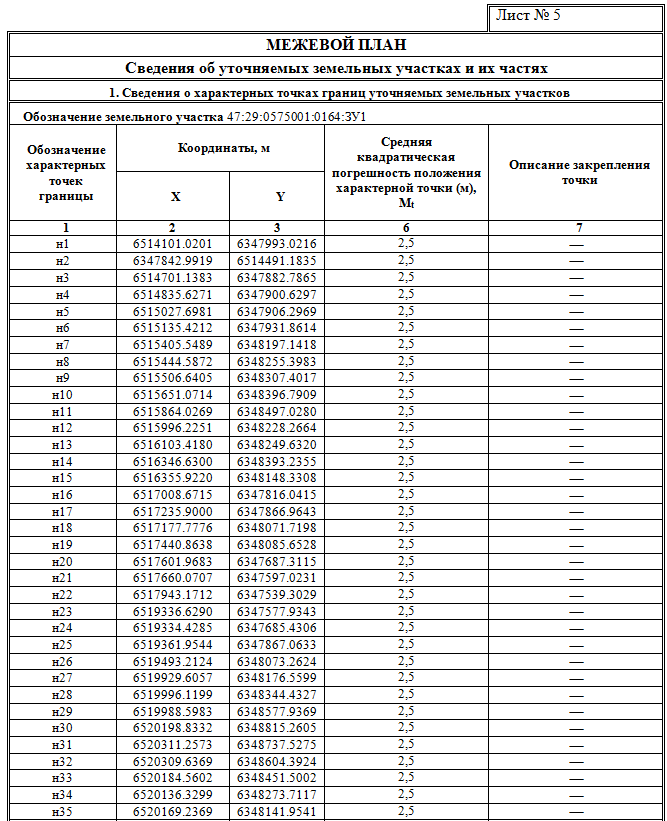 Лист № 5
МЕЖЕВОЙ ПЛАН
Сведения об уточняемых земельных участках и их частях
1. Сведения о характерных точках границ уточняемых земельных участков
Обозначение земельного участка 47:29:0575001:0164:ЗУ1
Обозначение характерных точек границы
Координаты, м
X
Y
Средняя квадратическая погрешность положения характерной точки (м), Mt
Описание закрепления точки
1 2 3 6 7
н1 6514101.0201 6347993.0216 2,5 —
н2 6347842.9919 6514491.1835 2,5 —
н3 6514701.1383 6347882.7865 2,5 —
н4 6514835.6271 6347900.6297 2,5 —
н5 6515027.6981 6347906.2969 2,5 —
н6 6515135.4212 6347931.8614 2,5 —
н7 6515405.5489 6348197.1418 2,5 —
н8 6515444.5872 6348255.3983 2,5 —
н9 6515506.6405 6348307.4017 2,5 —
н10 6515651.0714 6348396.7909 2,5 —
н11 6515864.0269 6348497.0280 2,5 —
н12 6515996.2251 6348228.2664 2,5 —
н13 6516103.4180 6348249.6320 2,5 —
н14 6516346.6300 6348393.2355 2,5 —
н15 6516355.9220 6348148.3308 2,5 —
н16 6517008.6715 6347816.0415 2,5 —
н17 6517235.9000 6347866.9643 2,5 —
н18 6517177.7776 6348071.7198 2,5 —
н19 6517440.8638 6348085.6528 2,5 —
н20 6517601.9683 6347687.3115 2,5 —
н21 6517660.0707 6347597.0231 2,5 —
н22 6517943.1712 6347539.3029 2,5 —
н23 6519336.6290 6347577.9343 2,5 —
н24 6519334.4285 6347685.4306 2,5 —
н25 6519361.9544 6347867.0633 2,5 —
н26 6519493.2124 6348073.2624 2,5 —
н27 6519929.6057 6348176.5599 2,5 —
н28 6519996.1199 6348344.4327 2,5 —
н29 6519988.5983 6348577.9369 2,5 —
н30 6520198.8332 6348815.2605 2,5 —
н31 6520311.2573 6348737.5275 2,5 —
н32 6520309.6369 6348604.3924 2,5 —
н33 6520184.5602 6348451.5002 2,5 —
н34 6520136.3299 6348273.7117 2,5 —
н35 6520169.2369 6348141.9541 2,5 —